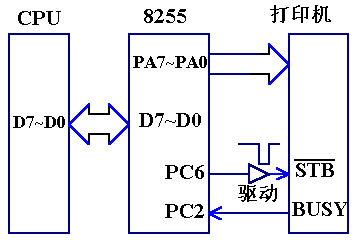 CPU
8255
打印机
PA7~PA0
D7~D0
D7~D0
PC6
驱动
STB
PC2
BUSY